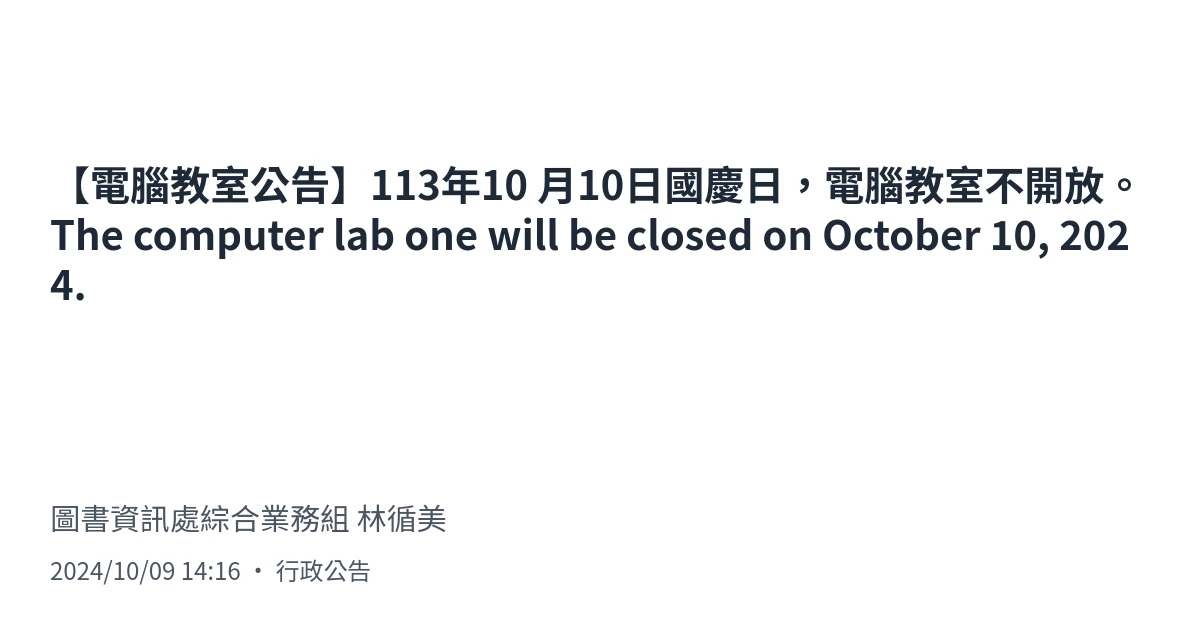 【電腦教室公告】113年10 月10日國慶日，電腦教室不開放。
The computer lab one will be closed on October 10, 202
4.
圖書資訊處綜合業務組 林循美
2024/10/09 14:16 • 行政公告